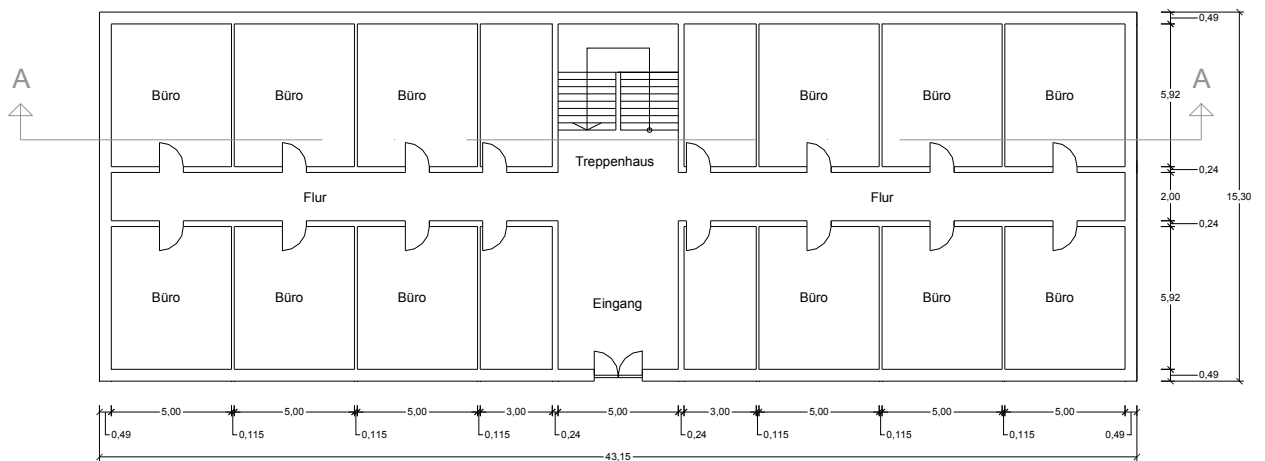 0,49
A A
Büro Büro Büro Büro Büro Büro
5,92
Treppenhaus
0,24
Flur Flur 2,00 15,30
0,24
Büro Büro Büro Eingang Büro Büro Büro
5,92
0,49
5,00 5,00 5,00 3,00 5,00 3,00 5,00 5,00 5,00
0,49 0,115 0,115 0,115 0,24 0,24 0,115 0,115 0,115 0,49
43,15